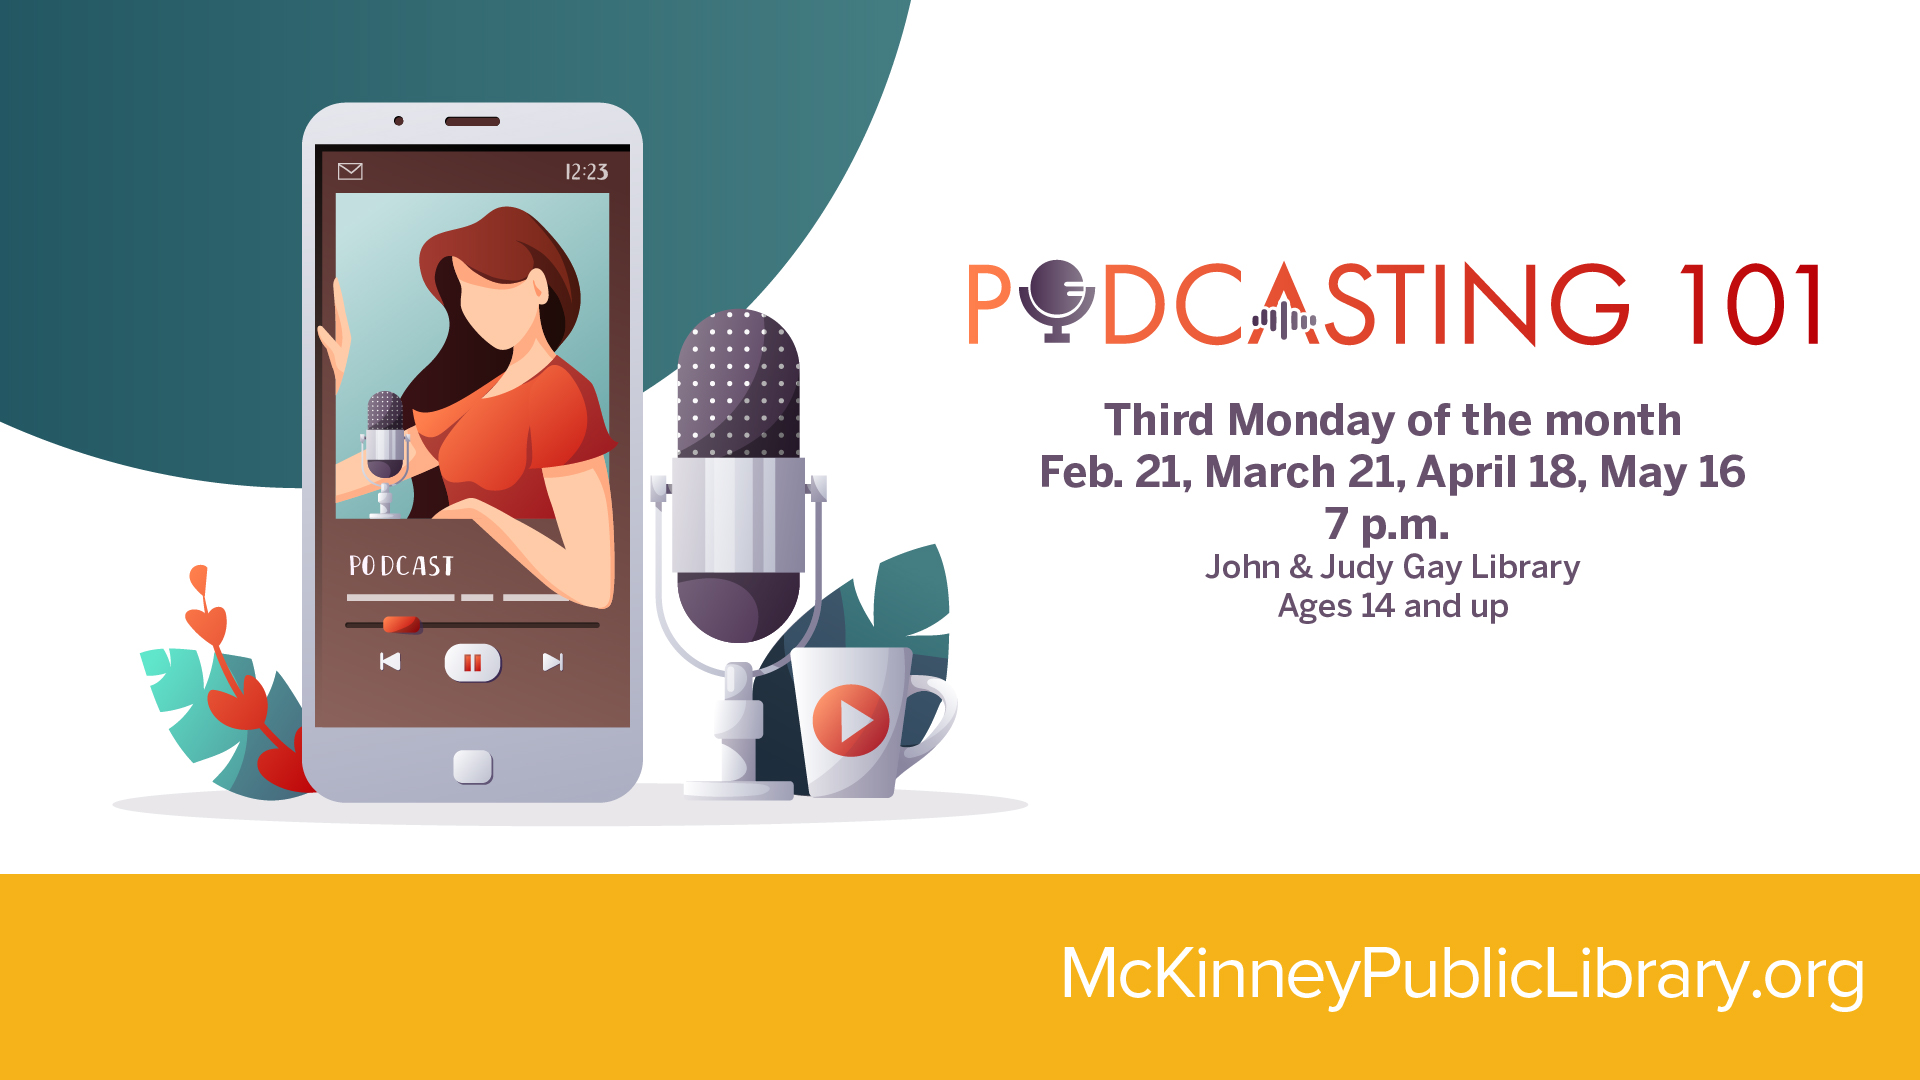 12:23
PODCAST
PODCASTING 101
Third Monday of the month
Feb. 21, March 21, April 18, May 16
7 p.m.
John & Judy Gay Library
Ages 14 and up
McKinneyPublicLibrary.org